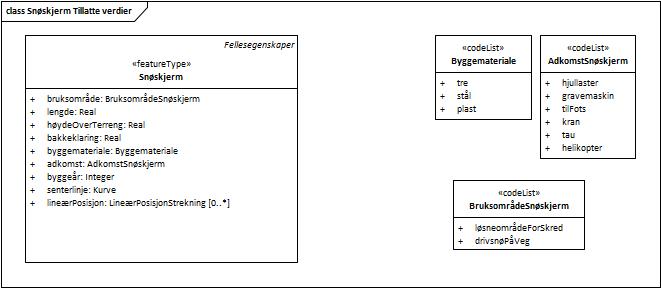 class Snøskjerm Tillatte verdier
Fellesegenskaper
«featureType»
Snøskjerm
+ bruksområde: BruksområdeSnøskjerm
+ lengde: Real
+ høydeOverTerreng: Real
+ bakkeklaring: Real
+ byggemateriale: Byggemateriale
+ adkomst: AdkomstSnøskjerm
+ byggeår: Integer
+ senterlinje: Kurve
+ lineærPosisjon: LineærPosisjonStrekning [0..*]
«codeList»
Byggemateriale
+ tre
+ stål
+ plast
«codeList»
AdkomstSnøskjerm
+ hjullaster
+ gravemaskin
+ tilFots
+ kran
+ tau
+ helikopter
«codeList»
BruksområdeSnøskjerm
+ løsneområdeForSkred
+ drivsnøPåVeg